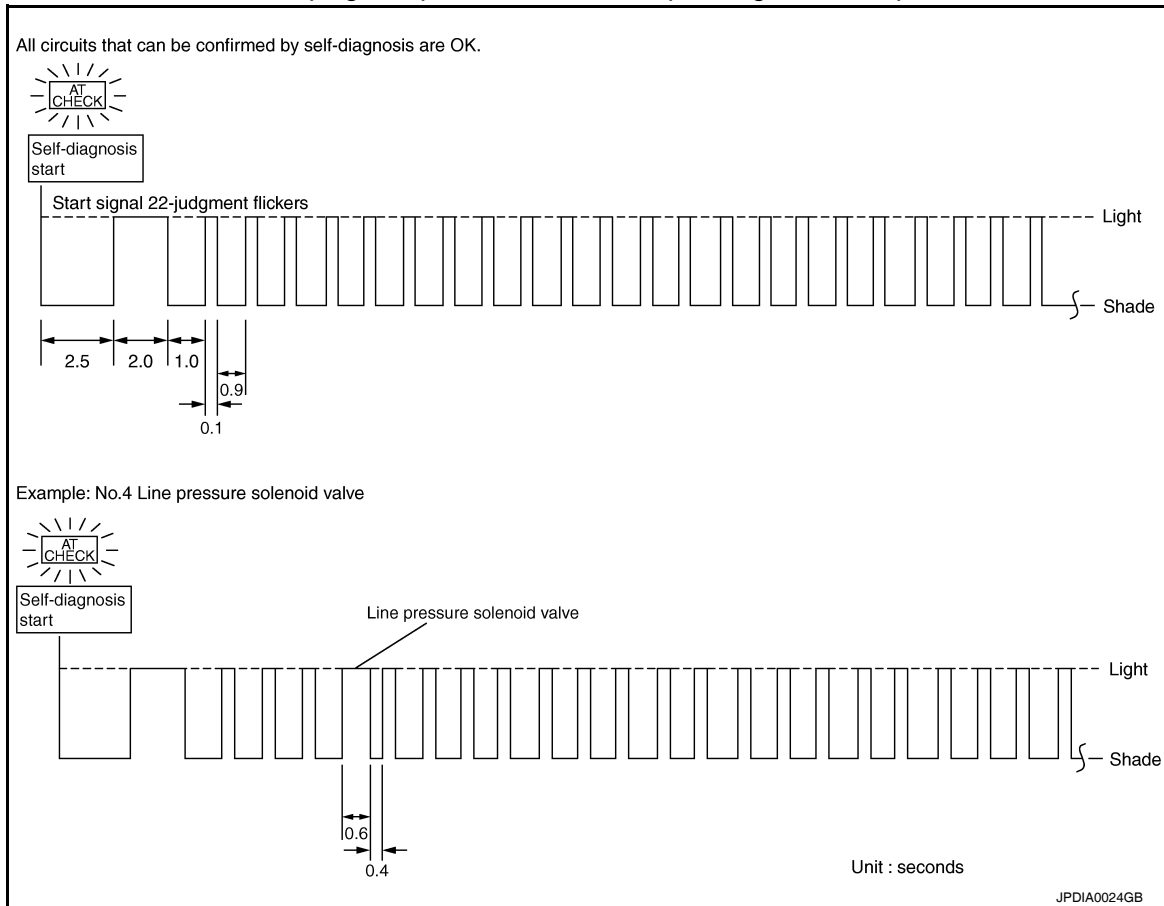 All circuits that can be confirmed by self-diagnosis are OK.
AT
CHECK
Self-diagnosis
start
Start signal 22-judgment flickers
Light
Shade
2.5
2.0
1.0
0.9
0.1
Example: No.4 Line pressure solenoid valve
AT
CHECK
Self-diagnosis
start
Line pressure solenoid valve
Light
Shade
0.6
0.4
Unit : seconds
JPDIA0024GB